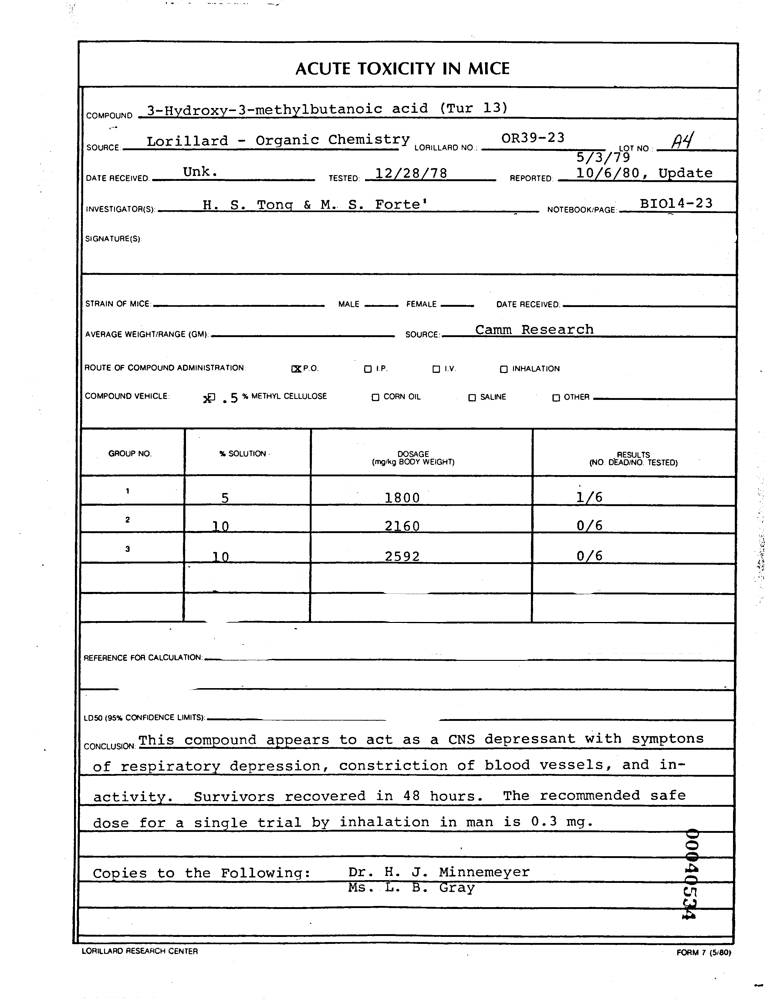 ACUTE TOXICITY IN MICE
COMPOUND 3-Hydroxy-3-methylbutanoic acid (Tur 13)
SOURCE Lorillard - Organic Chemistry LORILLARD NO.: OR39-23 LOT NO.: A4
5/3/79
DATE RECEIVED: Unk. TESTED: 12/28/78 REPORTED: 10/6/80, Update
INVESTIGATOR(S): H. S. Tong & M. S. Forte' NOTEBOOK/PAGE: BIO14-23
SIGNATURE(S)
STRAIN OF MICE: MALE FEMALE DATE RECEIVED:
AVERAGE WEIGHT/RANGE (GM): SOURCE: Camm Research
ROUTE OF COMPOUND ADMINISTRATION X P.O. I.P. I.V. INHALATION
COMPOUND VEHICLE: X .5 % METHYL CELLULOSE CORN OIL SALINE OTHER
GROUP NO. % SOLUTION DOSAGE RESULTS
(mg/kg BODY WEIGHT) (NO. DEAD/NO. TESTED)
1 5 1800 1/6
2 10 2160 0/6
3 10 2592 0/6
REFERENCE FOR CALCULATION:
LD50 (95% CONFIDENCE LIMITS):
CONCLUSION: This compound appears to act as a CNS depressant with symptons
of respiratory depression, constriction of blood vessels, and in-
activity. Survivors recovered in 48 hours. The recommended safe
dose for a single trial by inhalation in man is 0.3 mg.
Copies to the Following: Dr. H. J. Minnemeyer
Ms. L. B. Gray
00040534
LORILLARD RESEARCH CENTER FORM 7 (5/80)